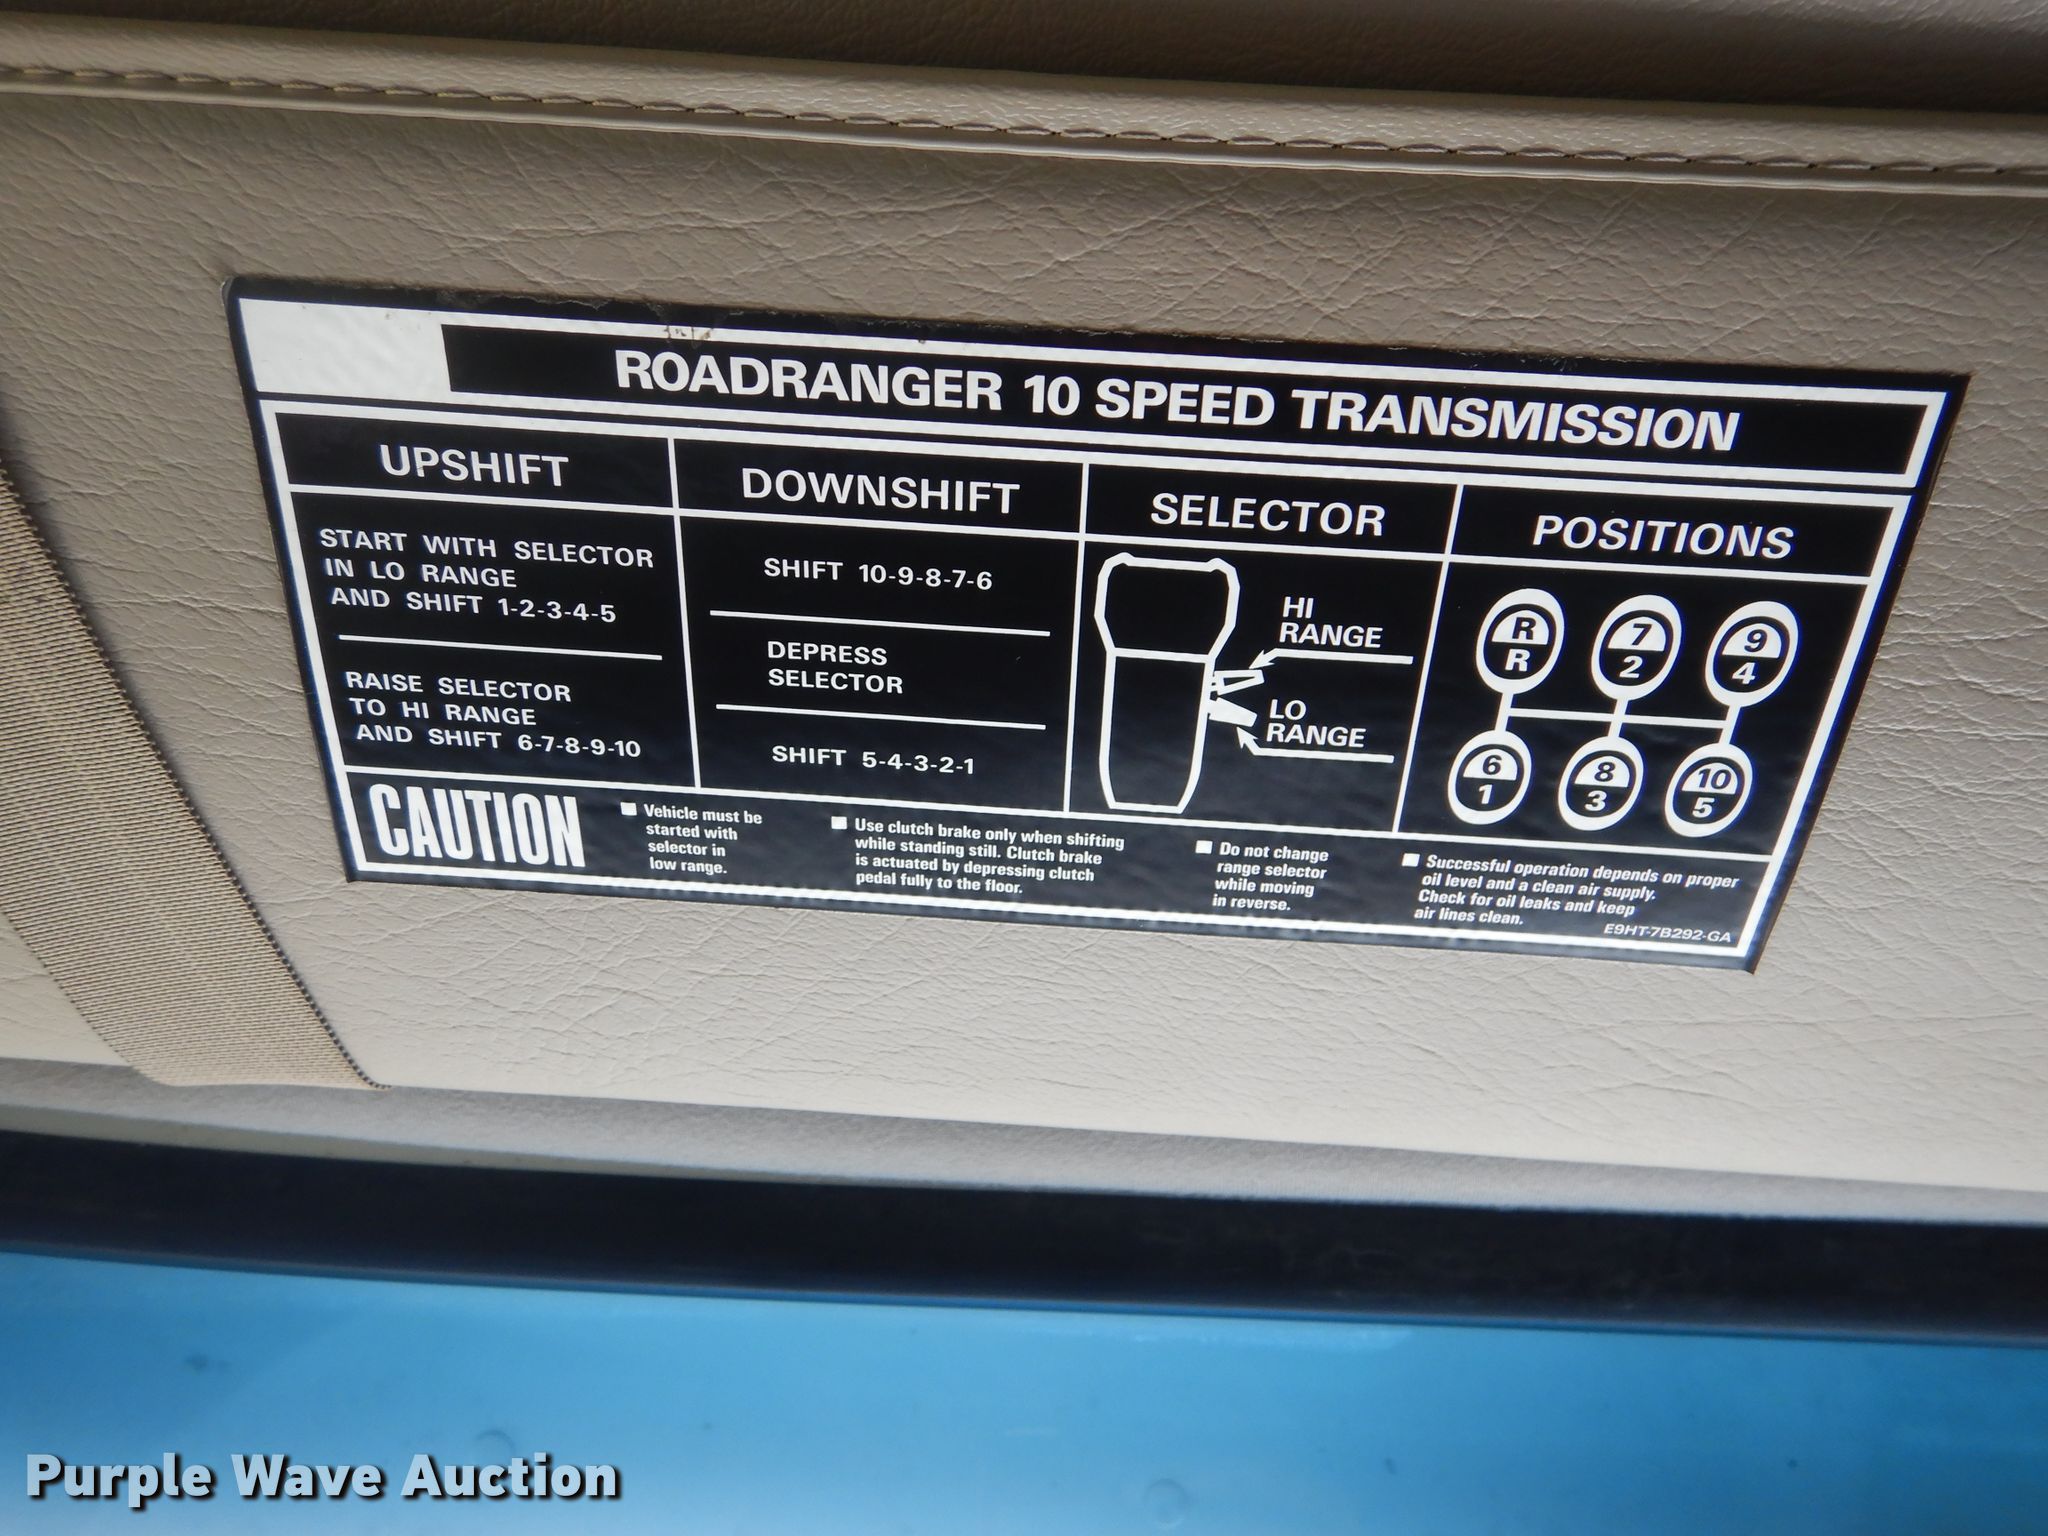 ROADRANGER 10 SPEED TRANSMISSION
UPSHIFT
START WITH SELECTOR
IN LO RANGE
AND SHIFT 1-2-3-4-5
RAISE SELECTOR
TO HI RANGE
AND SHIFT 6-7-8-9-10
DOWNSHIFT
SHIFT 10-9-8-7-6
DEPRESS
SELECTOR
SHIFT 5-4-3-2-1
SELECTOR
HI
RANGE
LO
RANGE
POSITIONS
R 7 9
R 2 4
6 8 10
1 3 5
CAUTION
■ Vehicle must be
started with
selector in
low range.
■ Use clutch brake only when shifting
while standing still. Clutch brake
is actuated by depressing clutch
pedal fully to the floor.
■ Do not change
range selector
while moving
in reverse.
■ Successful operation depends on proper
oil level and a clean air supply.
Check for oil leaks and keep
air lines clean.
E9HT-7B292-GA
Purple Wave Auction